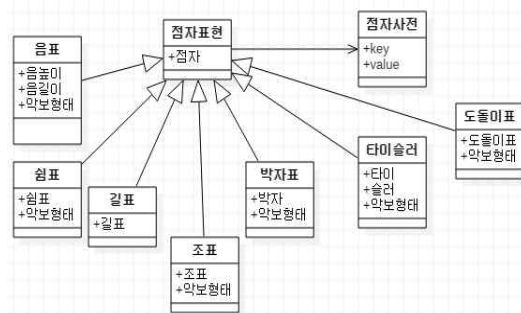 점자표현
+점자
점자사전
+key
+value
음표
+음높이
+음길이
+악보형태
도돌이표
+도돌이표
+악보형태
쉼표
+쉼표
+악보형태
길표
+길표
박자표
+박자
+악보형태
타이슬러
+타이
+슬러
+악보형태
조표
+조표
+악보형태